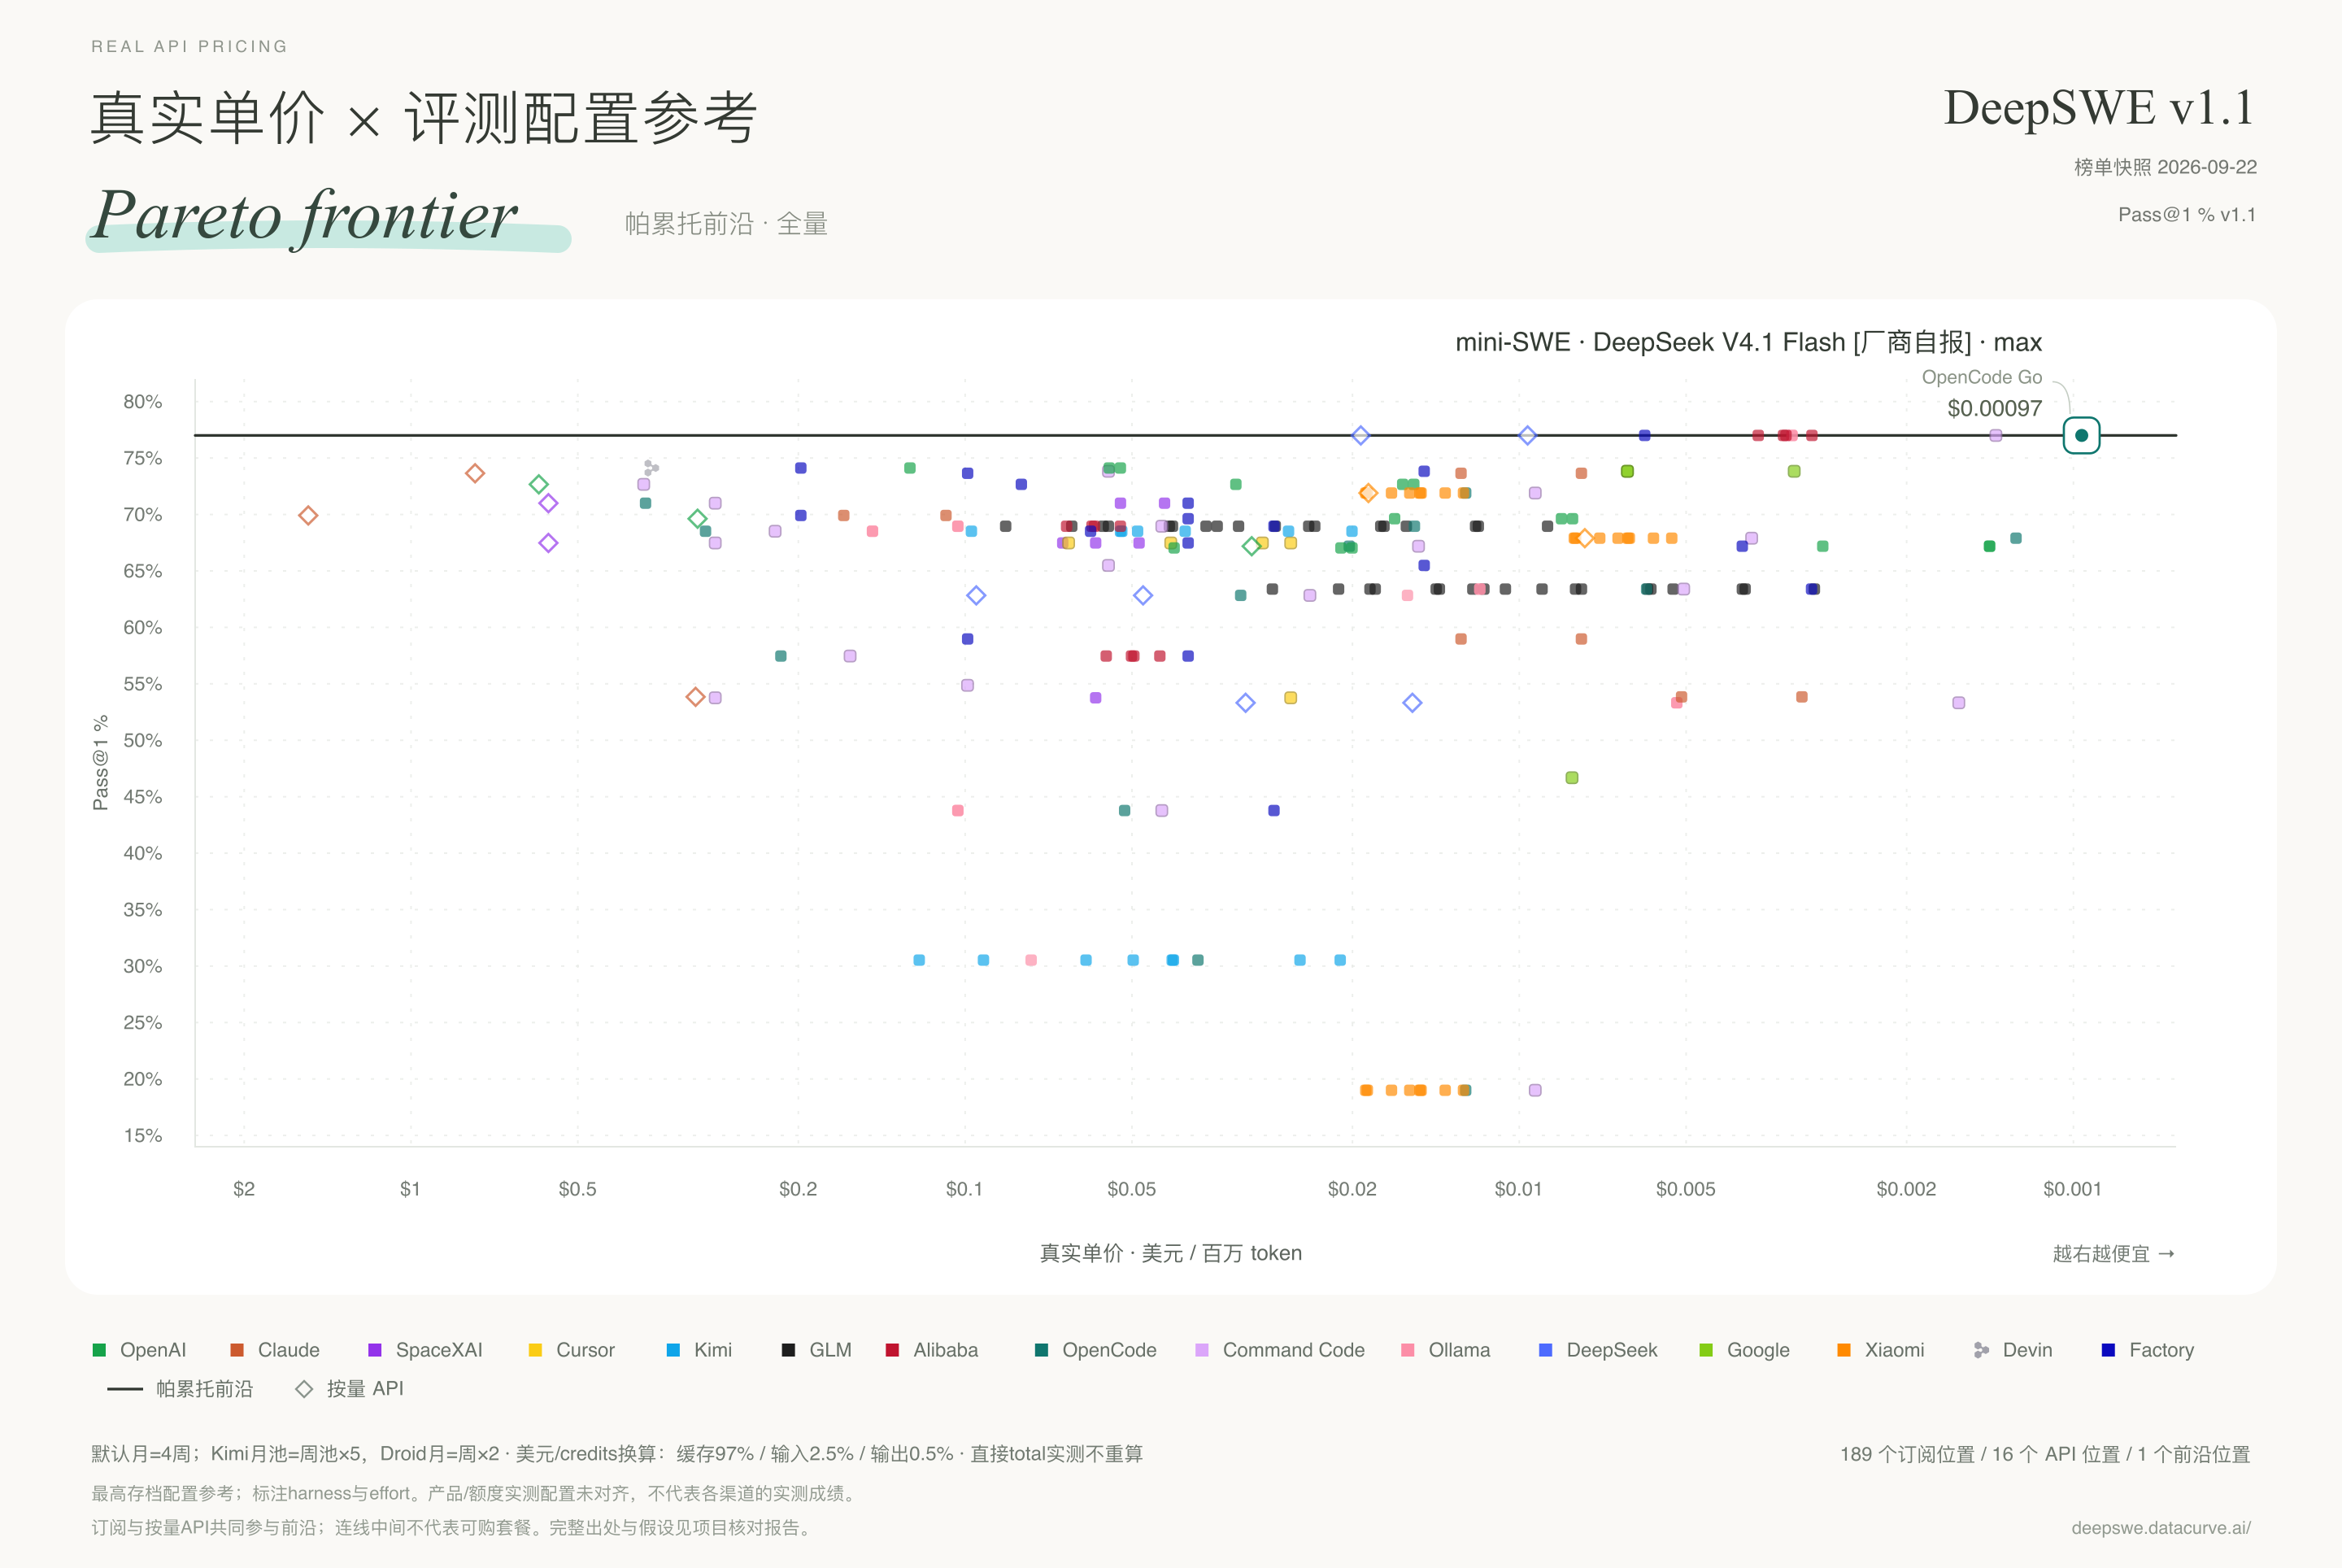 REAL API PRICING
真实单价 × 评测配置参考
DeepSWE v1.1
榜单快照 2026-09-22
Pareto frontier
帕累托前沿 · 全量
Pass@1 % v1.1
mini-SWE · DeepSeek V4.1 Flash [厂商自报] · max
OpenCode Go
$0.00097
80%
75%
70%
65%
60%
55%
50%
45%
40%
35%
30%
25%
20%
15%
Pass@1 %
$2 $1 $0.5 $0.2 $0.1 $0.05 $0.02 $0.01 $0.005 $0.002 $0.001
真实单价 · 美元 / 百万 token
越右越便宜 →
OpenAI Claude SpaceXAI Cursor Kimi GLM Alibaba OpenCode Command Code Ollama DeepSeek Google Xiaomi Devin Factory
帕累托前沿 按量 API
默认月=4周；Kimi月池=周池×5，Droid月=周×2 · 美元/credits换算：缓存97% / 输入2.5% / 输出0.5% · 直接total实测不重算
189 个订阅位置 / 16 个 API 位置 / 1 个前沿位置
最高存档配置参考；标注harness与effort。产品/额度实测配置未对齐，不代表各渠道的实测成绩。
订阅与按量API共同参与前沿；连线中间不代表可购套餐。完整出处与假设见项目核对报告。
deepswe.datacurve.ai/